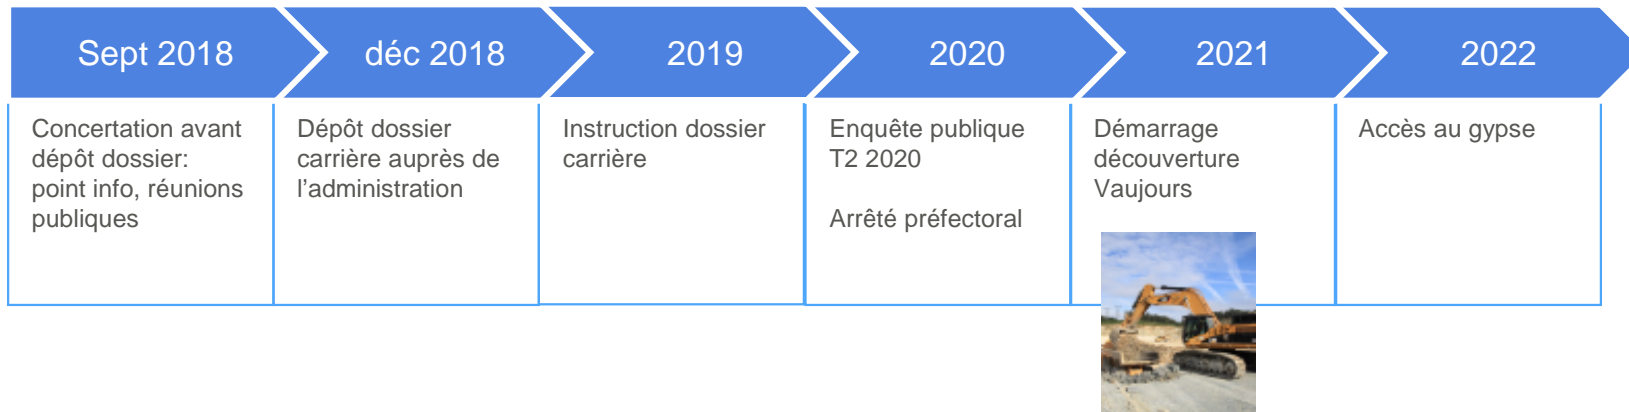 Sept 2018
déc 2018
2019
2020
2021
2022
Concertation avant
dépôt dossier:
point info, réunions
publiques
Dépôt dossier
carrière auprès de
l’administration
Instruction dossier
carrière
Enquête publique
T2 2020
Arrêté préfectoral
Démarrage
découverture
Vaujours
Accès au gypse